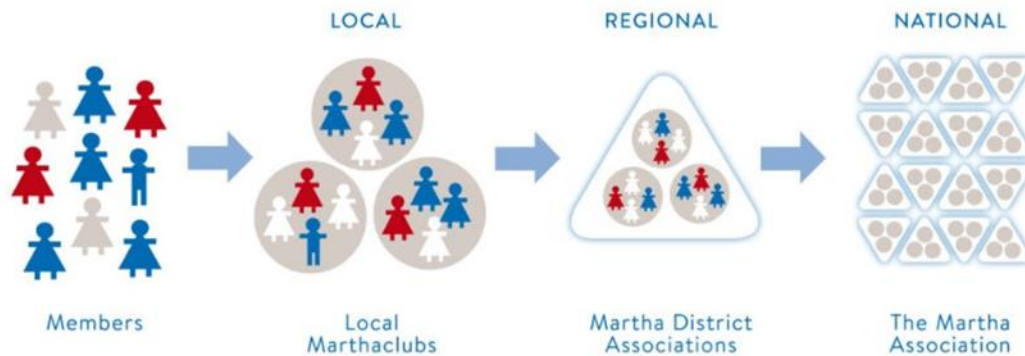 LOCAL
REGIONAL
NATIONAL
Members
Local
Marthaclubs
Martha District
Associations
The Martha
Association